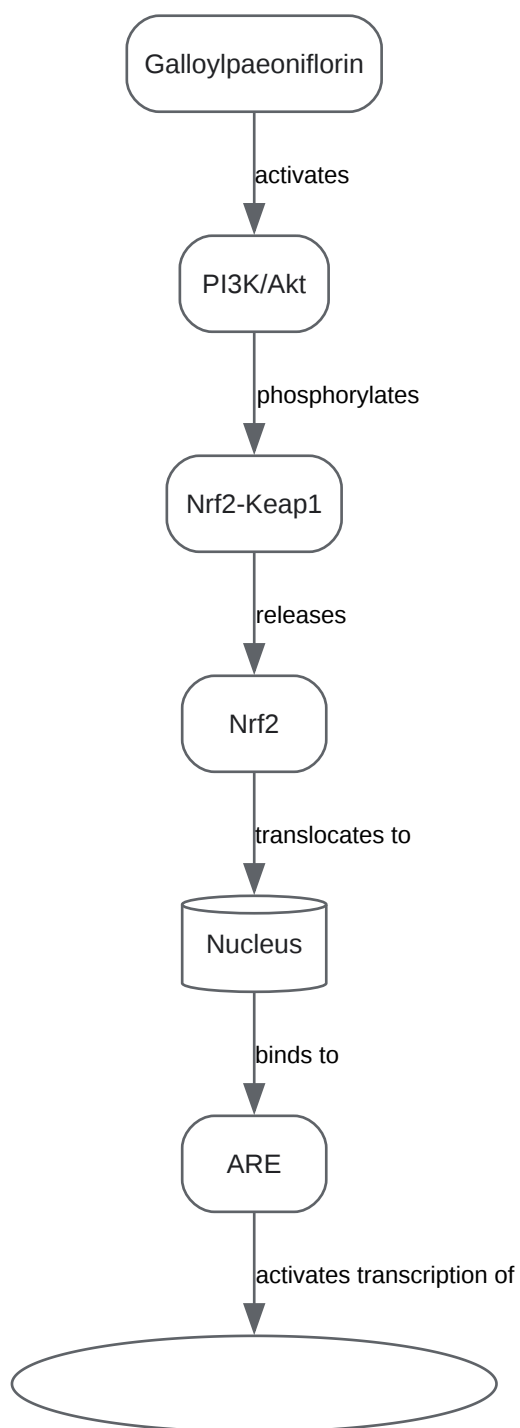 Galloylpaeoniflorin
activates
PI3K/Akt
phosphorylates
Nrf2-Keap1
releases
Nrf2
translocates to
Nucleus
binds to
ARE
activates transcription of